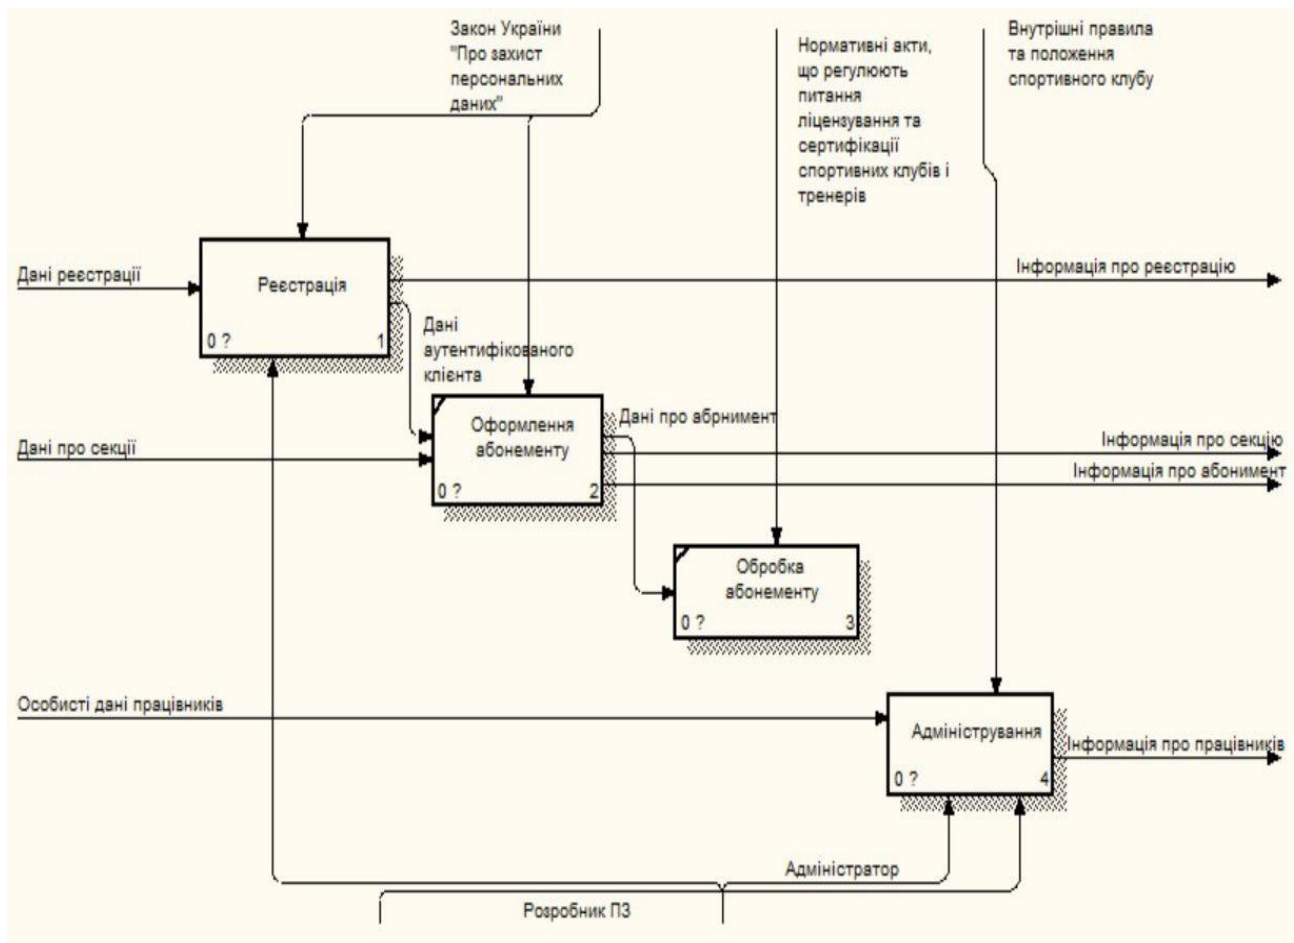 Закон України
"Про захист
персональних
даних"
Нормативні акти,
що регулюють
питання
ліцензування та
сертифікації
спортивних клубів і
тренерів
Внутрішні правила
та положення
спортивного клубу
Дані реєстрації
Реєстрація
0 ?
1
Інформація про реєстрацію
Дані
аутентифікованого
клієнта
Дані про секції
Оформлення
абонементу
0 ?
2
Дані про абрнимент
Інформація про секцію
Інформація про абонимент
Обробка
абонементу
0 ?
3
Особисті дані працівників
Адміністрування
0 ?
4
Інформація про працівників
Адміністратор
Розробник ПЗ